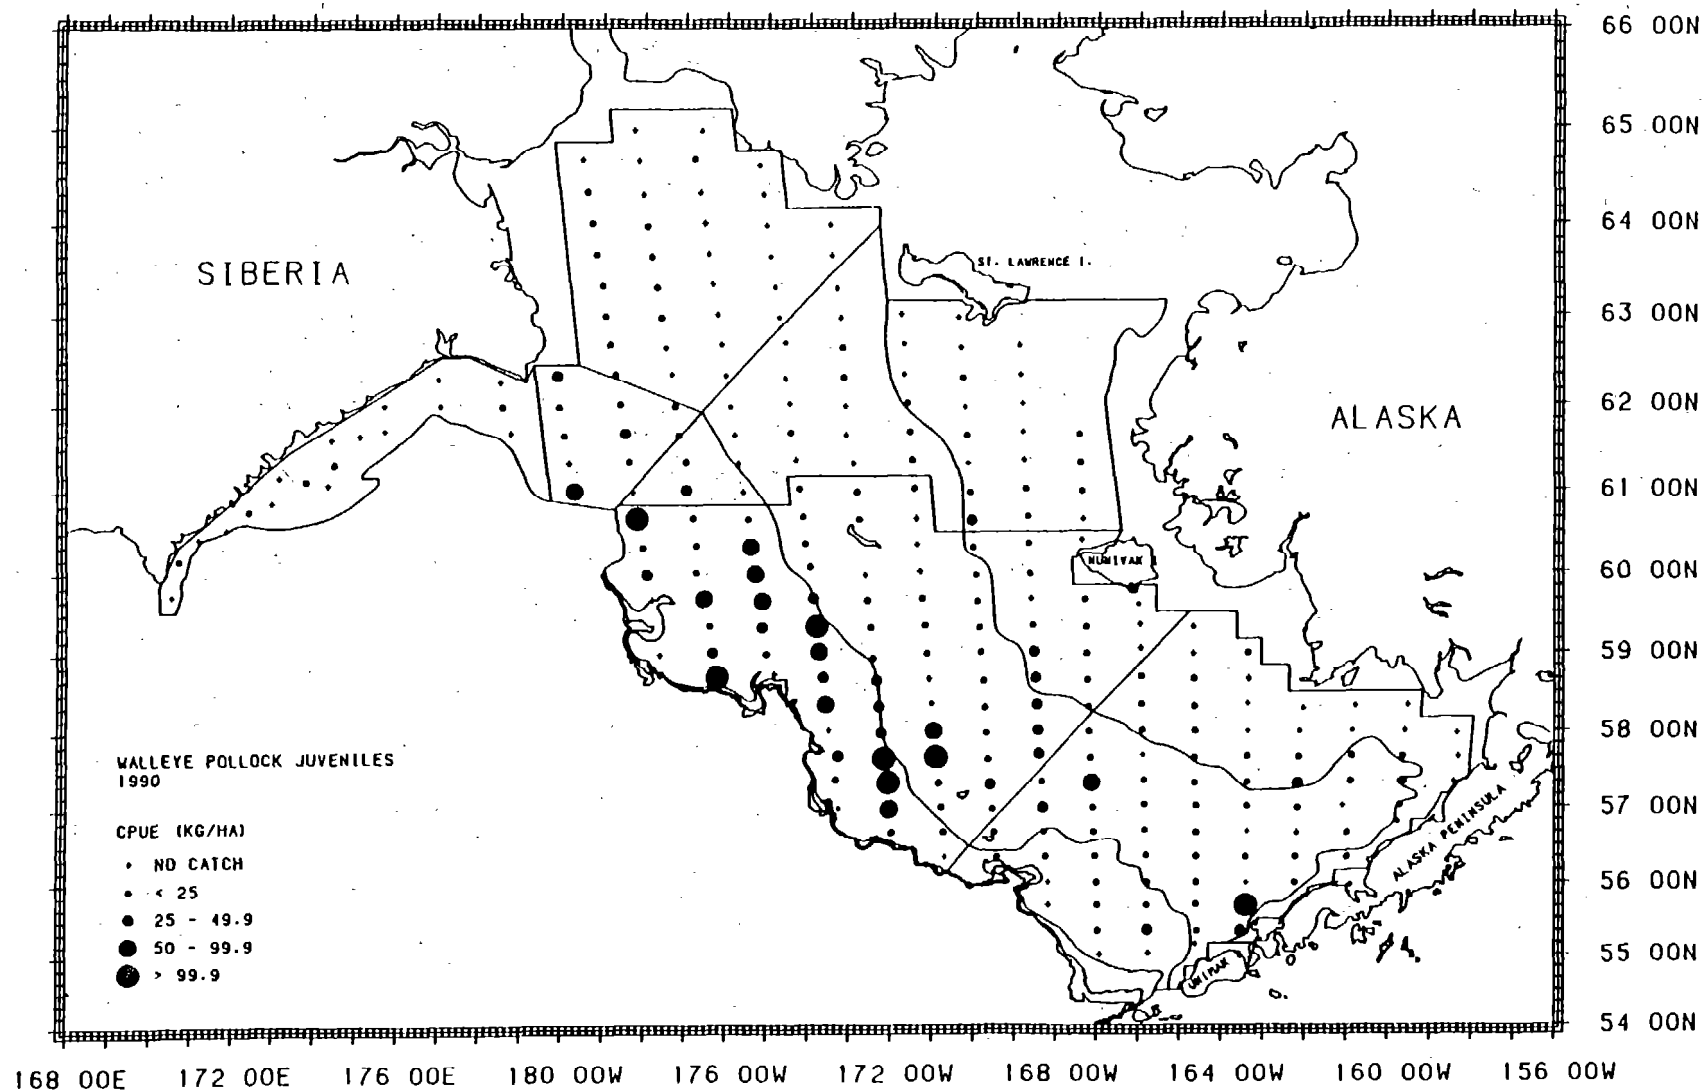 66 00N
65 00N
64 00N
SIBERIA
ST. LAWRENCE I.
63 00N
62 00N
ALASKA
61 00N
60 00N
NUNIVAK
59 00N
58 00N
WALLEYE POLLOCK JUVENILES
1990
57 00N
ALASKA PENINSULA
CPUE (KG/HA)
NO CATCH
< 25
56 00N
25 - 49.9
50 - 99.9
55 00N
> 99.9
UNIMAK
54 00N
168 00E 172 00E 176 00E 180 00W 176 00W 172 00W 168 00W 164 00W 160 00W 156 00W